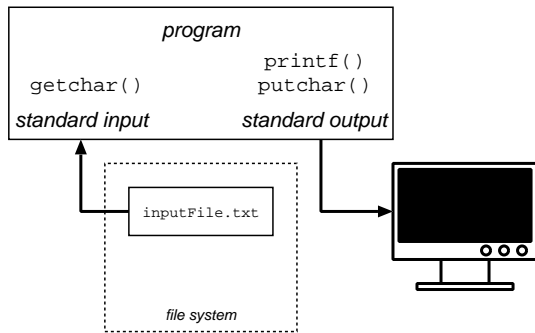 program
printf()
getchar() putchar()
standard input standard output
inputFile.txt
file system